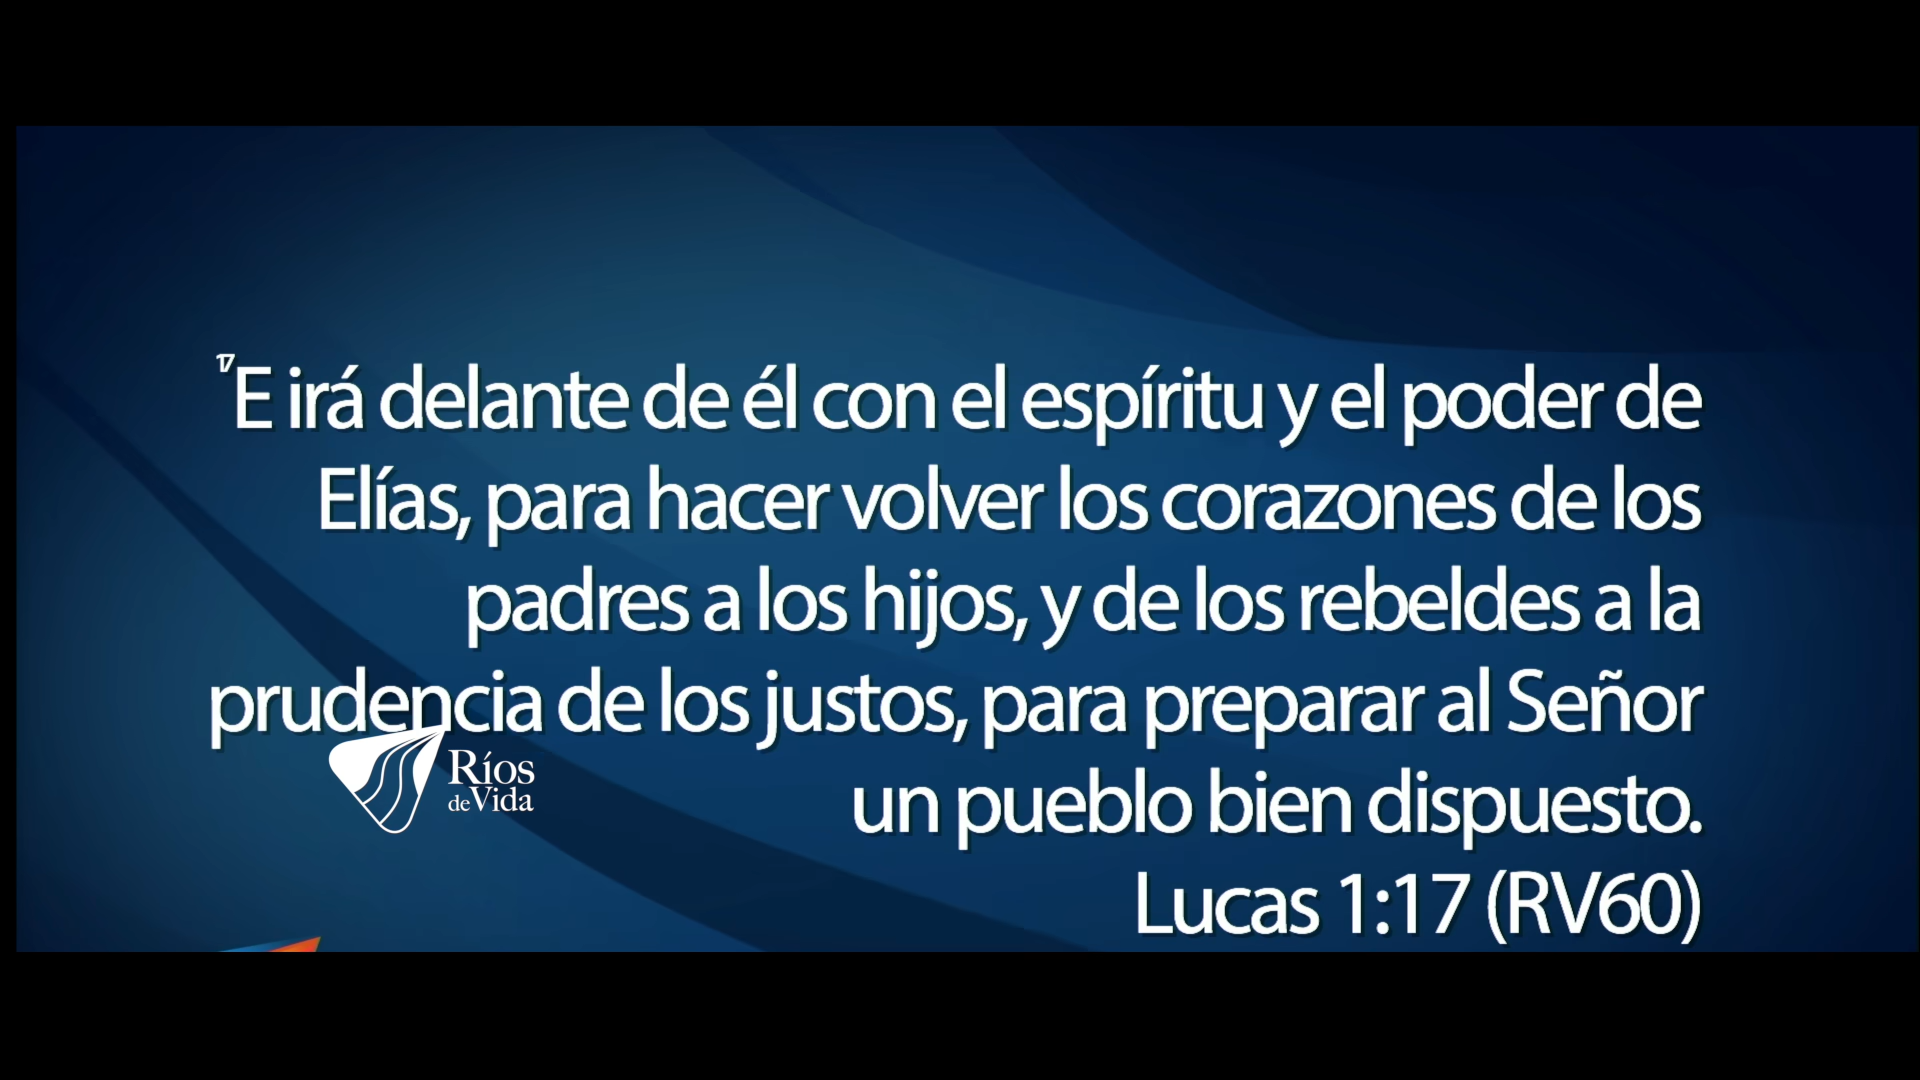 17E irá delante de él con el espíritu y el poder de
Elías, para hacer volver los corazones de los
padres a los hijos, y de los rebeldes a la
prudencia de los justos, para preparar al Señor
un pueblo bien dispuesto.
Lucas 1:17 (RV60)
Ríos
de Vida